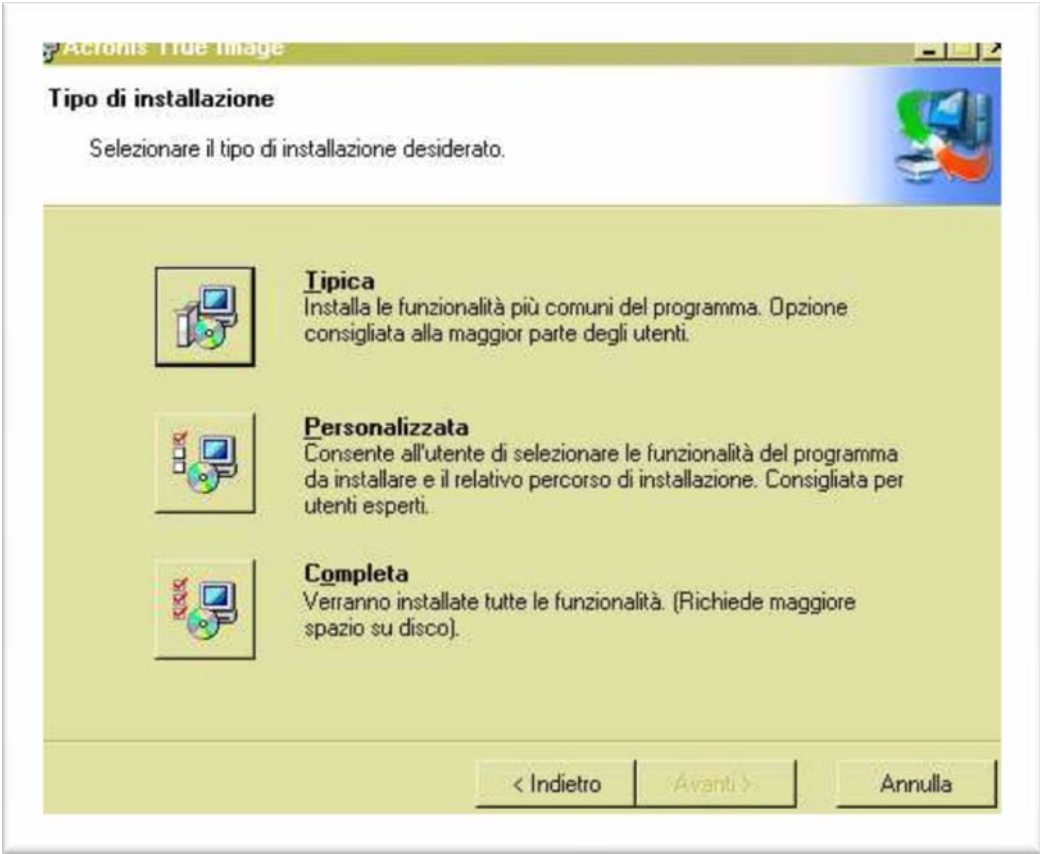 Acronis True Image
Tipo di installazione
Selezionare il tipo di installazione desiderato.
Tipica
Installa le funzionalità più comuni del programma. Opzione
consigliata alla maggior parte degli utenti.
Personalizzata
Consente all'utente di selezionare le funzionalità del programma
da installare e il relativo percorso di installazione. Consigliata per
utenti esperti.
Completa
Verranno installate tutte le funzionalità. (Richiede maggiore
spazio su disco).
< Indietro
Avanti >
Annulla